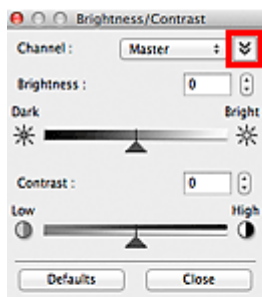 Brightness/Contrast
Channel : Master
Brightness : 0
Dark Bright
Contrast : 0
Low High
Defaults Close